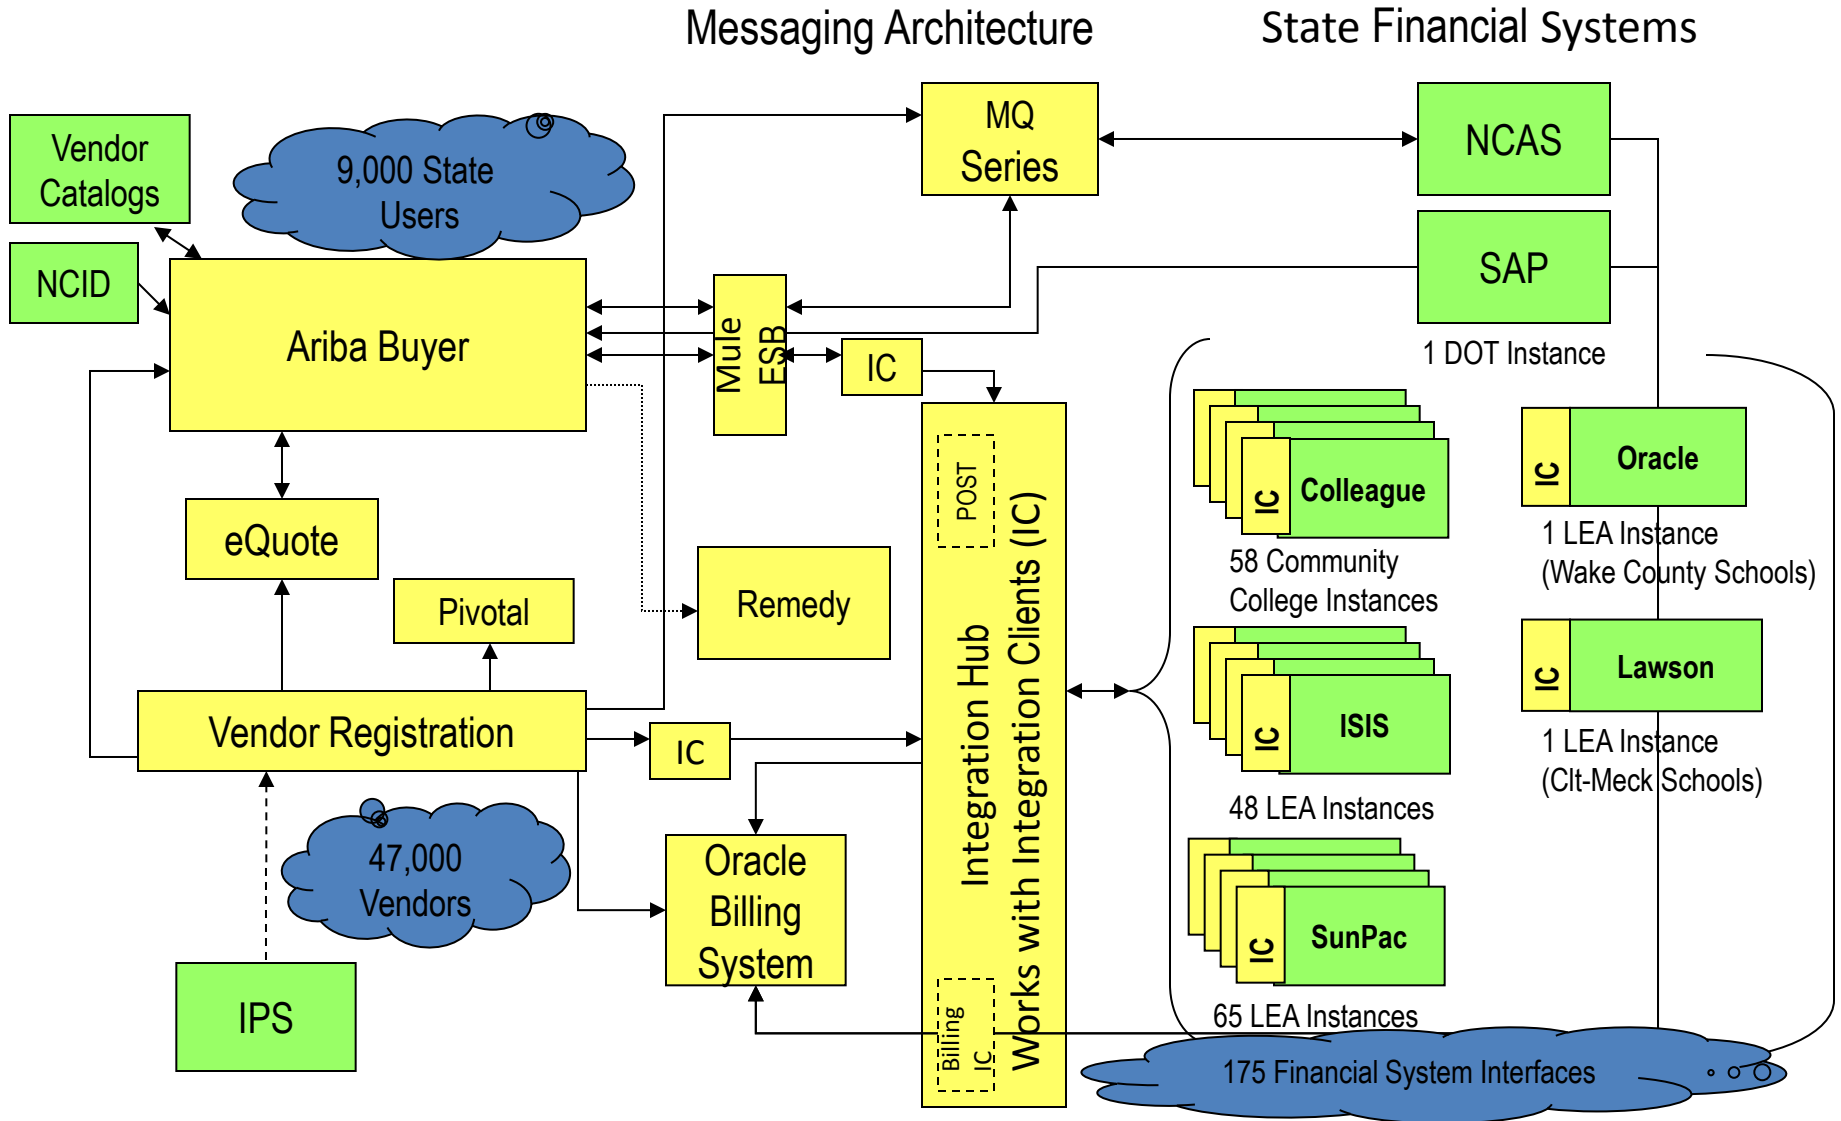 Messaging Architecture
State Financial Systems
Vendor
Catalogs
9,000 State
Users
MQ
Series
NCAS
NCID
SAP
Ariba Buyer
Mule
ESB
IC
1 DOT Instance
POST
IC
Colleague
IC
Oracle
eQuote
58 Community
College Instances
1 LEA Instance
(Wake County Schools)
Pivotal
Remedy
Integration Hub
Works with Integration Clients (IC)
IC
ISIS
IC
Lawson
Vendor Registration
IC
48 LEA Instances
1 LEA Instance
(Clt-Meck Schools)
47,000
Vendors
Oracle
Billing
System
IC
SunPac
IPS
Billing
IC
65 LEA Instances
175 Financial System Interfaces